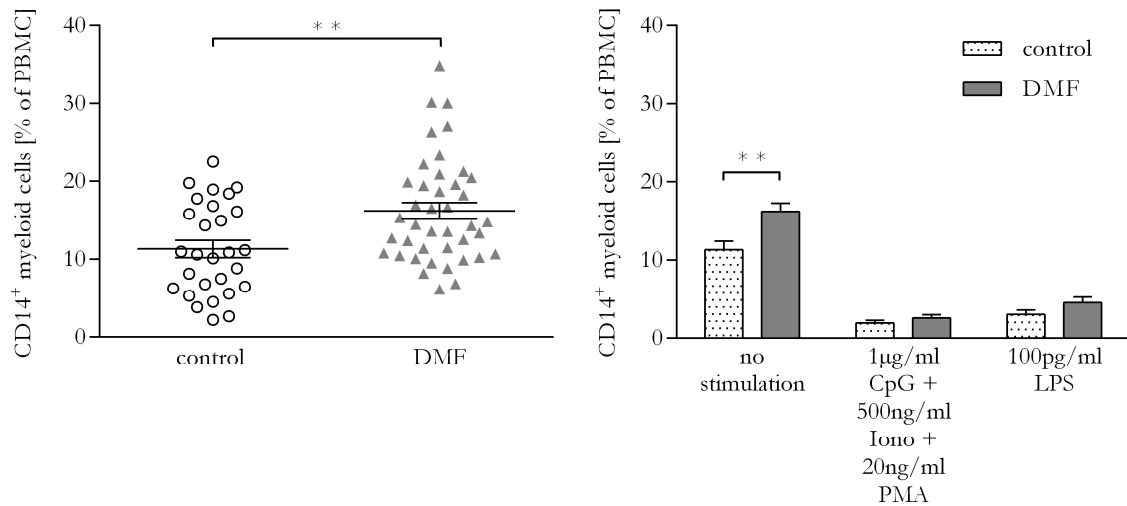 CD14⁺ myeloid cells [% of PBMC]
40
30
20
10
0
* *
control
DMF
CD14⁺ myeloid cells [% of PBMC]
40
30
20
10
0
* *
control
DMF
no
stimulation
1µg/ml
CpG +
500ng/ml
Iono +
20ng/ml
PMA
100pg/ml
LPS